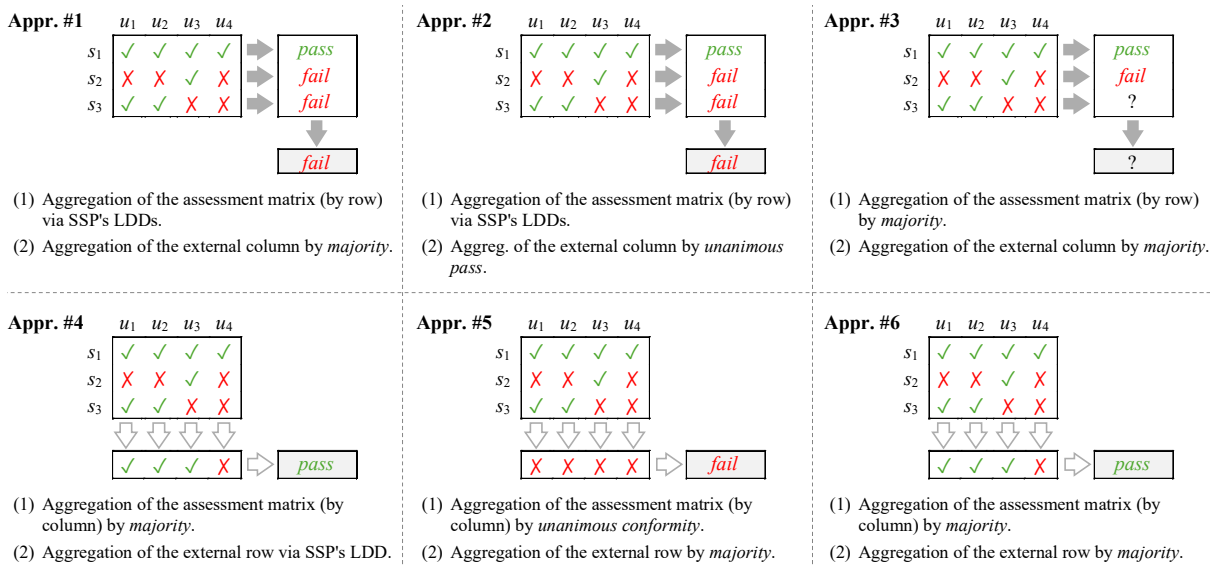 Appr. #1 u1 u2 u3 u4
s1 ✓ ✓ ✓ ✓ pass
s2 ✗ ✗ ✓ ✗ fail
s3 ✓ ✓ ✗ ✗ fail
fail
(1) Aggregation of the assessment matrix (by row)
via SSP's LDDs.
(2) Aggregation of the external column by majority.
Appr. #2 u1 u2 u3 u4
s1 ✓ ✓ ✓ ✓ pass
s2 ✗ ✗ ✓ ✗ fail
s3 ✓ ✓ ✗ ✗ fail
fail
(1) Aggregation of the assessment matrix (by row)
via SSP's LDDs.
(2) Aggreg. of the external column by unanimous
pass.
Appr. #3 u1 u2 u3 u4
s1 ✓ ✓ ✓ ✓ pass
s2 ✗ ✗ ✓ ✗ fail
s3 ✓ ✓ ✗ ✗ ?
?
(1) Aggregation of the assessment matrix (by row)
by majority.
(2) Aggregation of the external column by majority.
Appr. #4 u1 u2 u3 u4
s1 ✓ ✓ ✓ ✓
s2 ✗ ✗ ✓ ✗
s3 ✓ ✓ ✗ ✗
✓ ✓ ✓ ✗ pass
(1) Aggregation of the assessment matrix (by
column) by majority.
(2) Aggregation of the external row via SSP's LDD.
Appr. #5 u1 u2 u3 u4
s1 ✓ ✓ ✓ ✓
s2 ✗ ✗ ✓ ✗
s3 ✓ ✓ ✗ ✗
✗ ✗ ✗ ✗ fail
(1) Aggregation of the assessment matrix (by
column) by unanimous conformity.
(2) Aggregation of the external row by majority.
Appr. #6 u1 u2 u3 u4
s1 ✓ ✓ ✓ ✓
s2 ✗ ✗ ✓ ✗
s3 ✓ ✓ ✗ ✗
✓ ✓ ✓ ✗ pass
(1) Aggregation of the assessment matrix (by
column) by majority.
(2) Aggregation of the external row by majority.